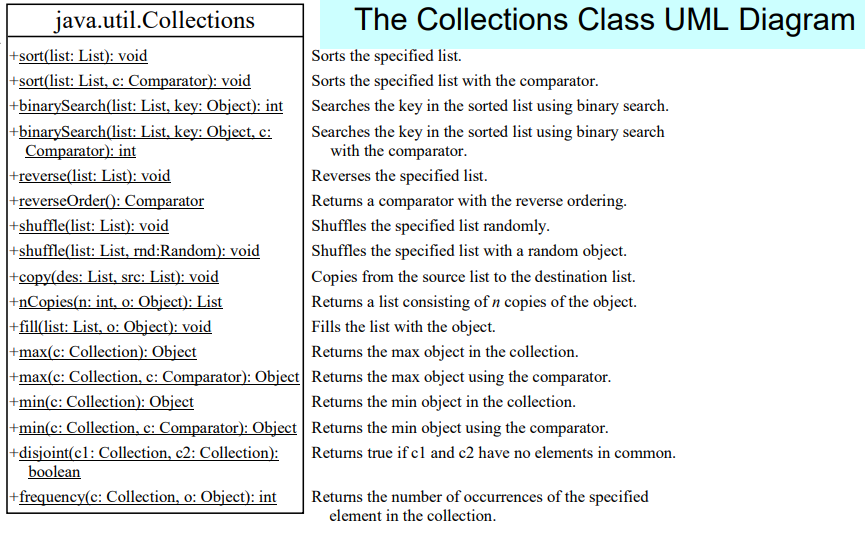 java.util.Collections
The Collections Class UML Diagram
+sort(list: List): void
Sorts the specified list.
+sort(list: List, c: Comparator): void
Sorts the specified list with the comparator.
+binarySearch(list: List, key: Object): int
Searches the key in the sorted list using binary search.
+binarySearch(list: List, key: Object, c:
Comparator): int
Searches the key in the sorted list using binary search
with the comparator.
+reverse(list: List): void
Reverses the specified list.
+reverseOrder(): Comparator
Returns a comparator with the reverse ordering.
+shuffle(list: List): void
Shuffles the specified list randomly.
+shuffle(list: List, rnd:Random): void
Shuffles the specified list with a random object.
+copy(des: List, src: List): void
Copies from the source list to the destination list.
+nCopies(n: int, o: Object): List
Returns a list consisting of n copies of the object.
+fill(list: List, o: Object): void
Fills the list with the object.
+max(c: Collection): Object
Returns the max object in the collection.
+max(c: Collection, c: Comparator): Object
Returns the max object using the comparator.
+min(c: Collection): Object
Returns the min object in the collection.
+min(c: Collection, c: Comparator): Object
Returns the min object using the comparator.
+disjoint(c1: Collection, c2: Collection):
boolean
Returns true if c1 and c2 have no elements in common.
+frequency(c: Collection, o: Object): int
Returns the number of occurrences of the specified
element in the collection.